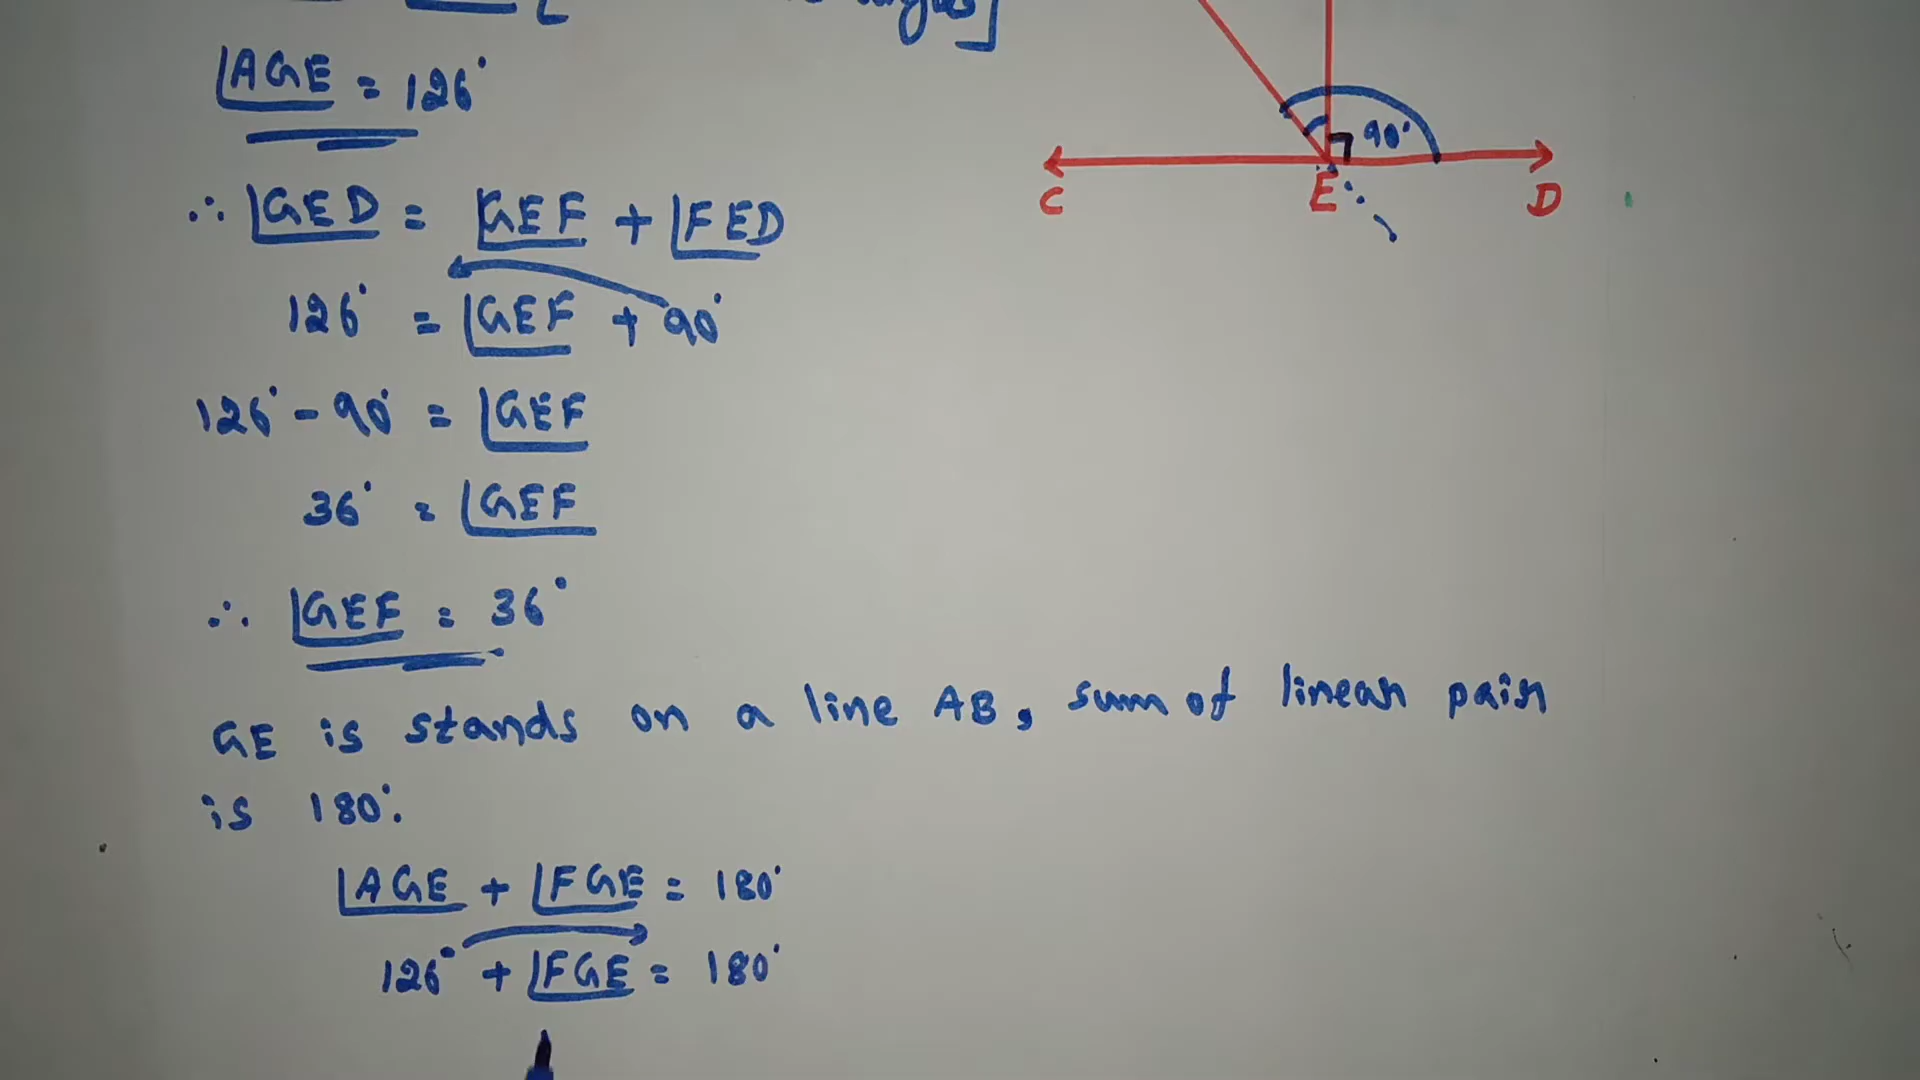 ∠AGE = 126°
∴ ∠GED = ∠GEF + ∠FED
126° = ∠GEF + 90°
126° - 90° = ∠GEF
36° = ∠GEF
∴ ∠GEF = 36°
GE is stands on a line AB, sum of linear pair
is 180°.
∠AGE + ∠FGE = 180°
126° + ∠FGE = 180°
90°
C E D